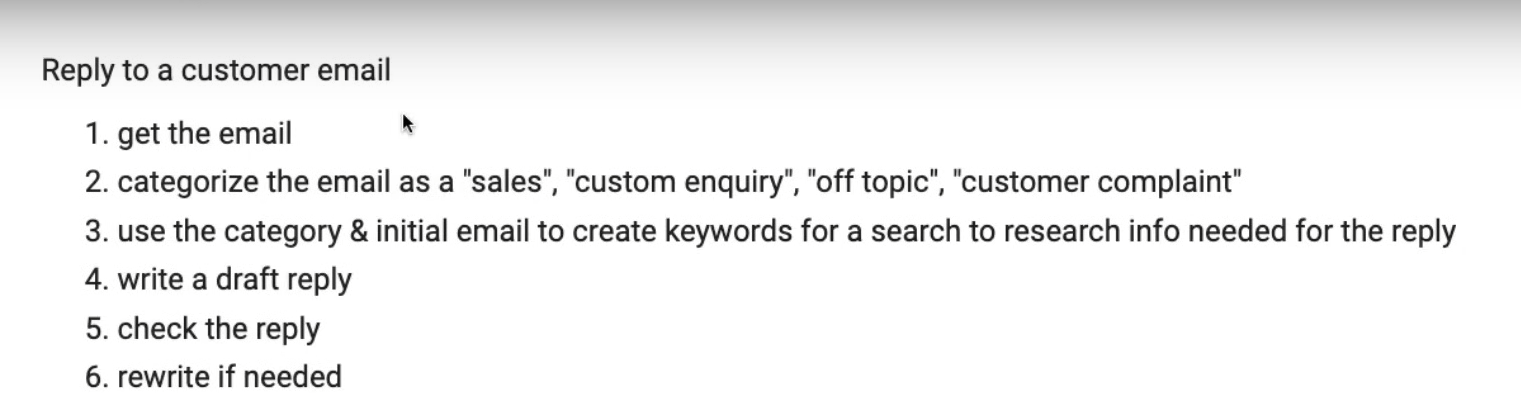 Reply to a customer email
1. get the email
2. categorize the email as a "sales", "custom enquiry", "off topic", "customer complaint"
3. use the category & initial email to create keywords for a search to research info needed for the reply
4. write a draft reply
5. check the reply
6. rewrite if needed